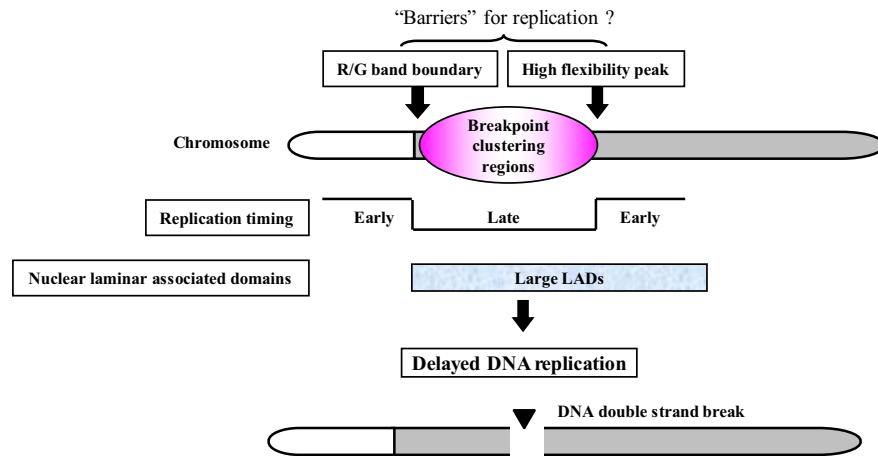 “Barriers” for replication ?
R/G band boundary
High flexibility peak
Chromosome
Breakpoint
clustering
regions
Replication timing
Early
Late
Early
Nuclear laminar associated domains
Large LADs
Delayed DNA replication
DNA double strand break